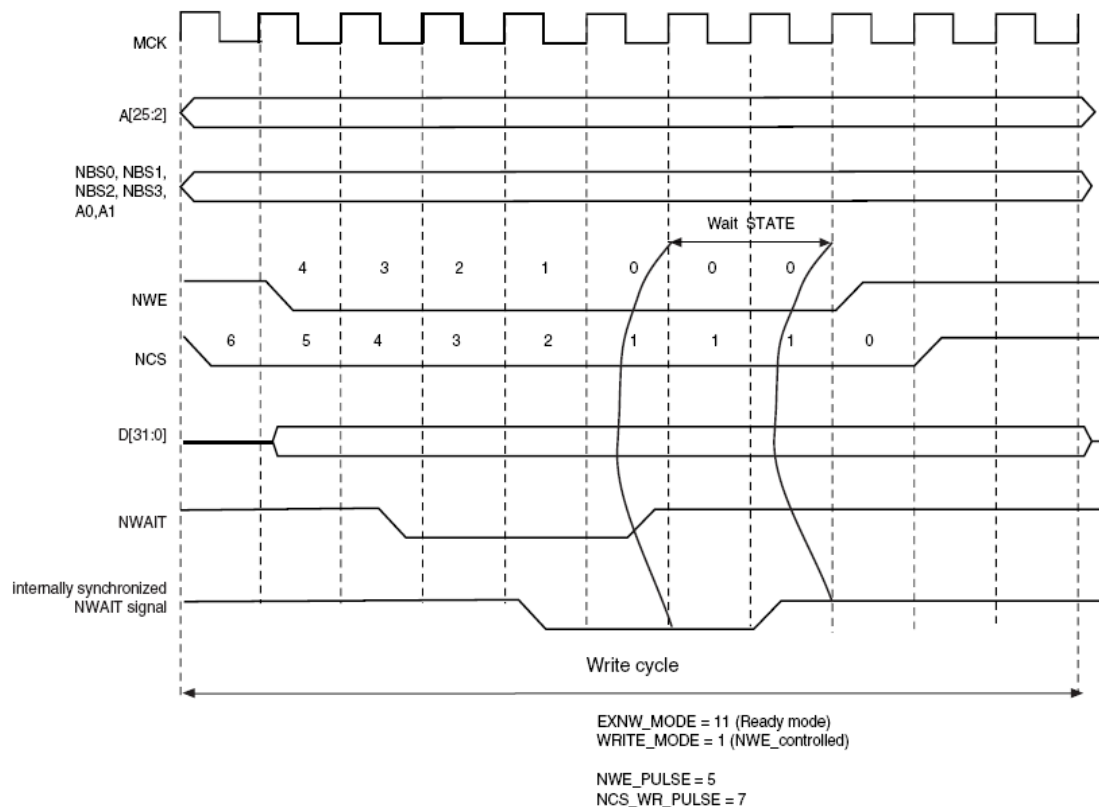 MCK
A[25:2]
NBS0, NBS1,
NBS2, NBS3,
A0,A1
Wait STATE
4 3 2 1 0 0 0
NWE
6 5 4 3 2 1 1 1 0
NCS
D[31:0]
NWAIT
internally synchronized
NWAIT signal
Write cycle
EXNW_MODE = 11 (Ready mode)
WRITE_MODE = 1 (NWE_controlled)
NWE_PULSE = 5
NCS_WR_PULSE = 7